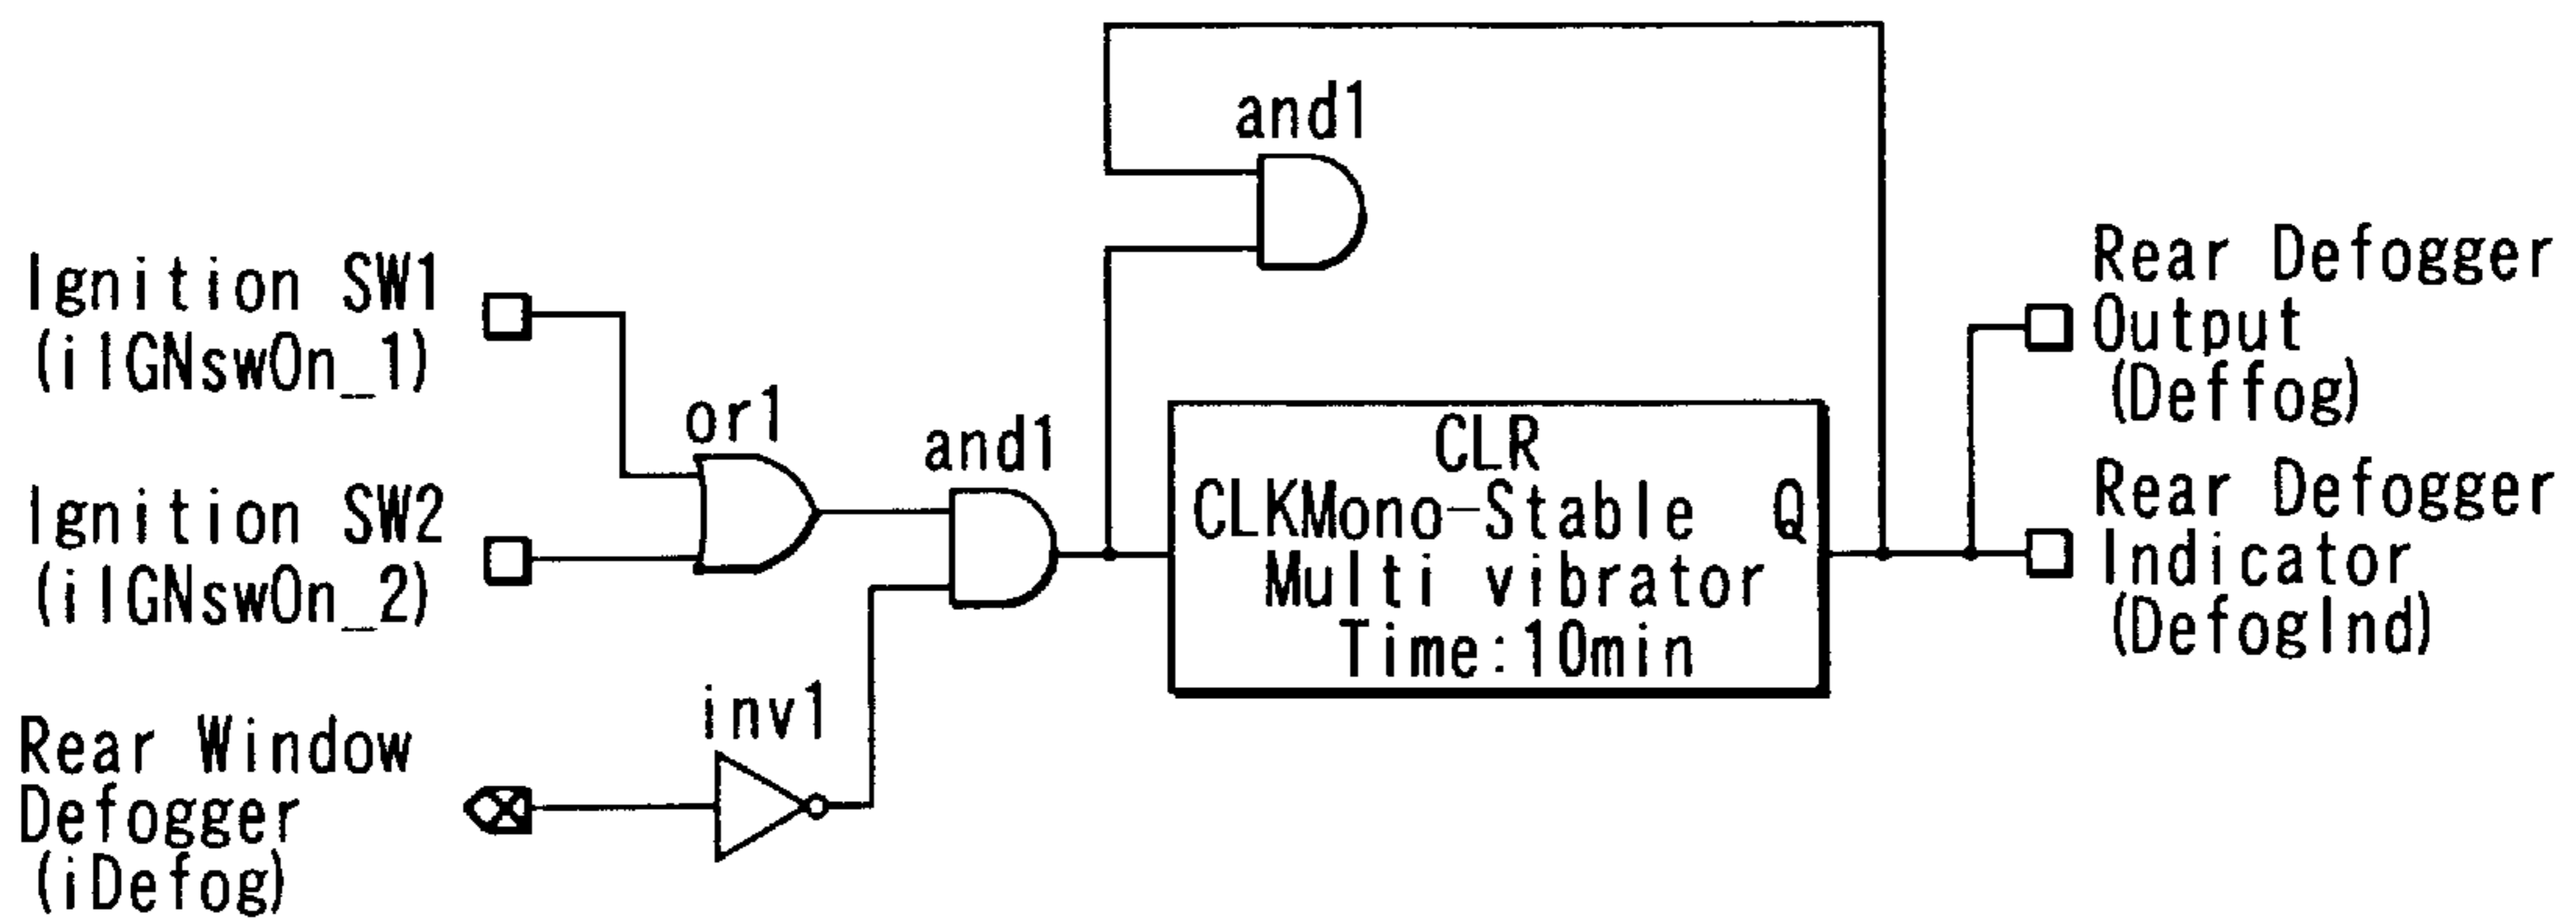 and1
Ignition SW1
(iIGNswOn_1)
Ignition SW2
(iIGNswOn_2)
or1
and1
CLR
CLKMono-Stable Q
Multi vibrator
Time:10min
Rear Defogger
Output
(Deffog)
Rear Defogger
Indicator
(DefogInd)
inv1
Rear Window
Defogger
(iDefog)